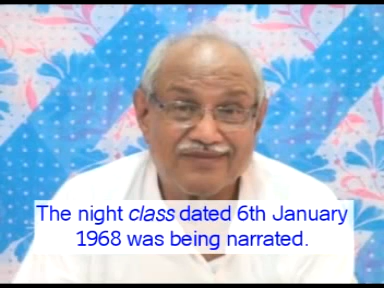 The night class dated 6th January
1968 was being narrated.